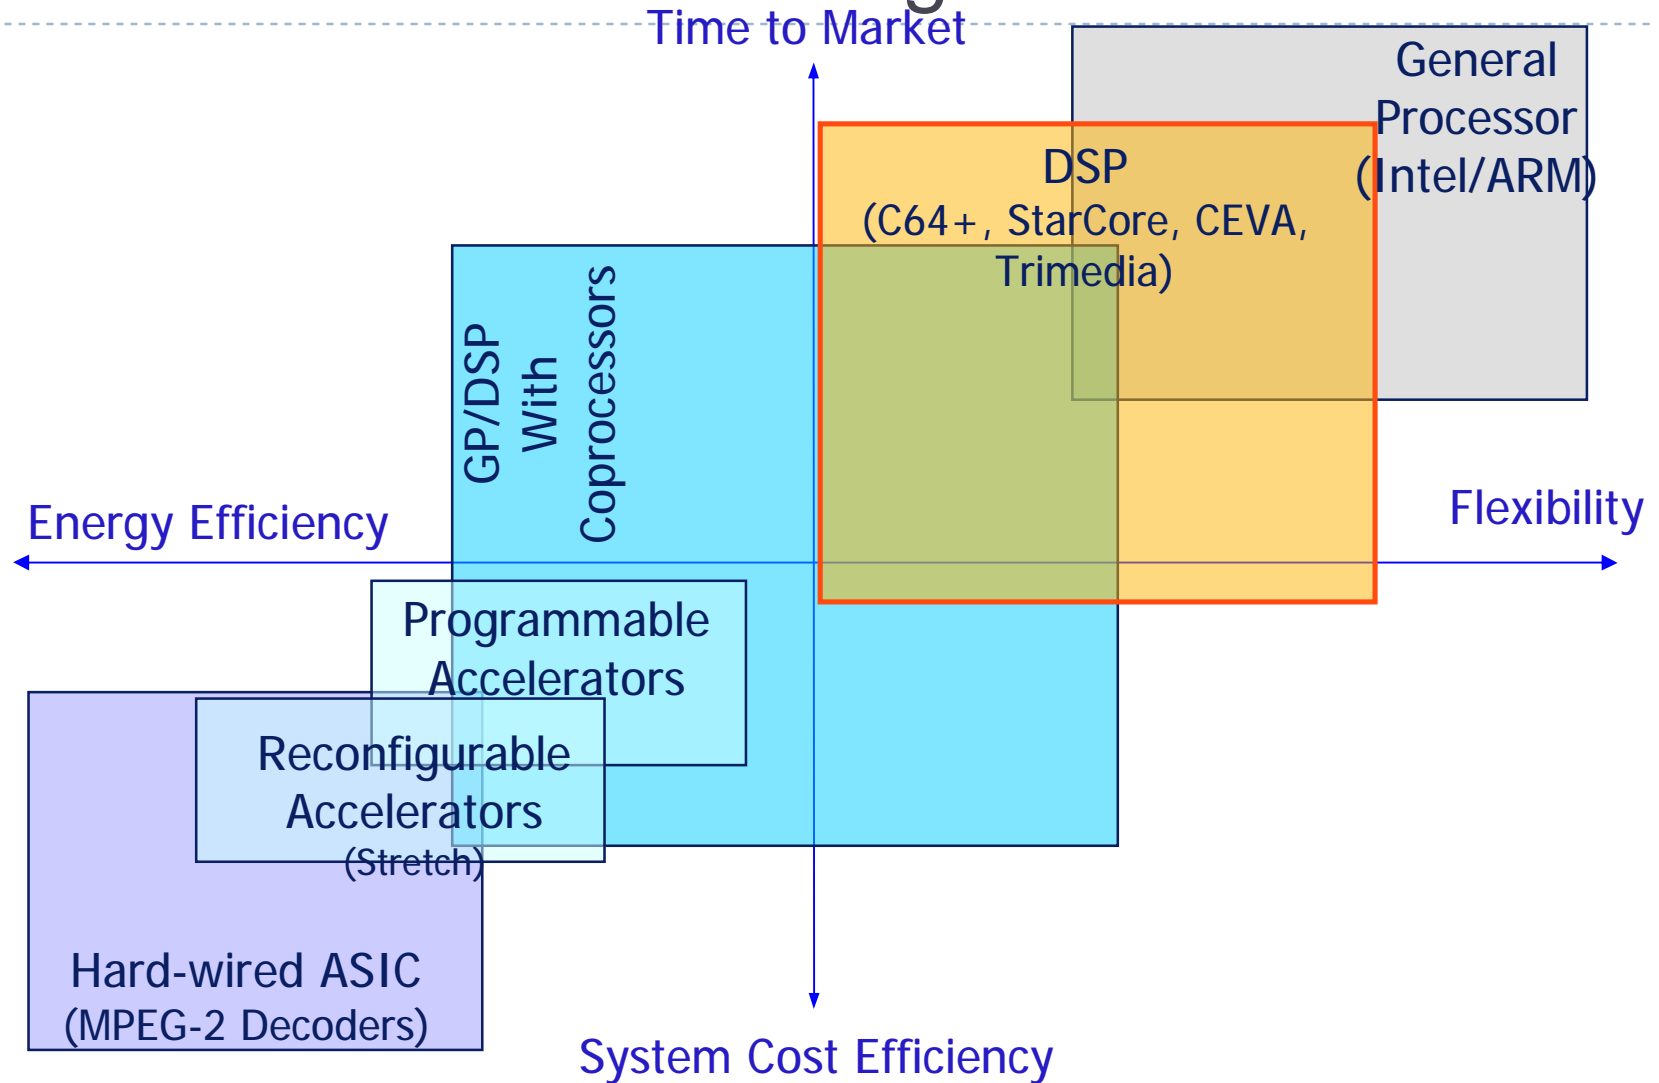 Time to Market
General
Processor
(Intel/ARM)
DSP
(C64+, StarCore, CEVA,
Trimedia)
GP/DSP
With
Coprocessors
Energy Efficiency
Flexibility
Programmable
Accelerators
Reconfigurable
Accelerators
(Stretch)
Hard-wired ASIC
(MPEG-2 Decoders)
System Cost Efficiency